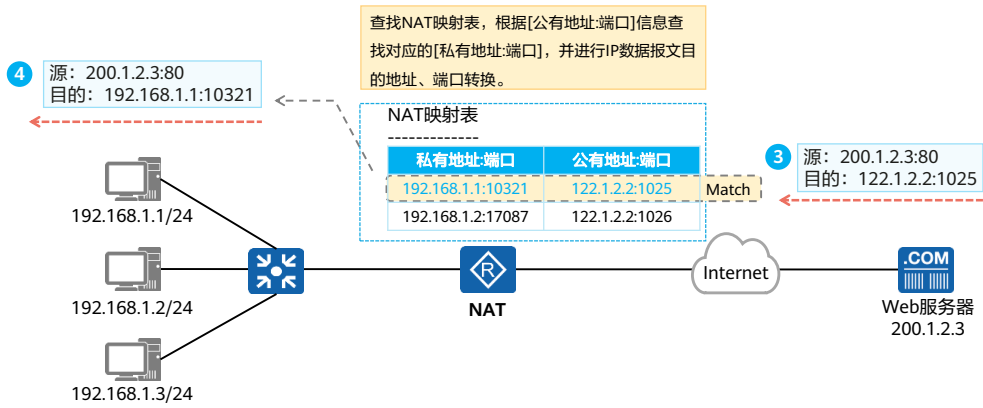 查找NAT映射表，根据[公有地址:端口]信息查
找对应的[私有地址:端口]，并进行IP数据报文目
的地址、端口转换。
4
源：200.1.2.3:80
目的：192.168.1.1:10321
NAT映射表
-------------
私有地址:端口 公有地址:端口
192.168.1.1:10321 122.1.2.2:1025 Match
192.168.1.2:17087 122.1.2.2:1026
3
源：200.1.2.3:80
目的：122.1.2.2:1025
192.168.1.1/24
192.168.1.2/24
192.168.1.3/24
R
NAT
Internet
.COM
Web服务器
200.1.2.3